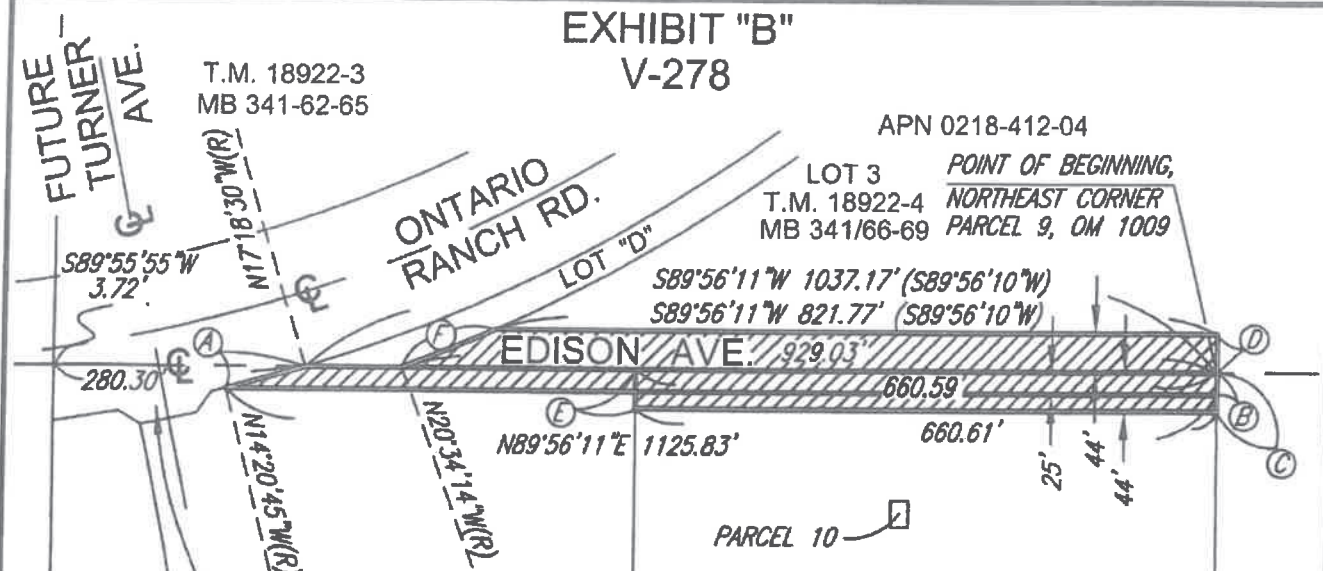 EXHIBIT "B"
V-278
FUTURE
TURNER
AVE.
T.M. 18922-3
MB 341-62-65
N17°18'30"W(R)
ONTARIO
RANCH RD.
LOT "D"
APN 0218-412-04
LOT 3
T.M. 18922-4
MB 341/66-69
POINT OF BEGINNING,
NORTHEAST CORNER
PARCEL 9, OM 1009
S89°55'55"W
3.72'
S89°56'11"W 1037.17' (S89°56'10"W)
S89°56'11"W 821.77' (S89°56'10"W)
CL
CL
CL
A
F
EDISON AVE. 929.03'
D
280.30'
660.59
E
B
N89°56'11"E 1125.83'
660.61'
25'
44'
44'
C
N14°20'45"W(R)
N20°34'14"W(R)
PARCEL 10